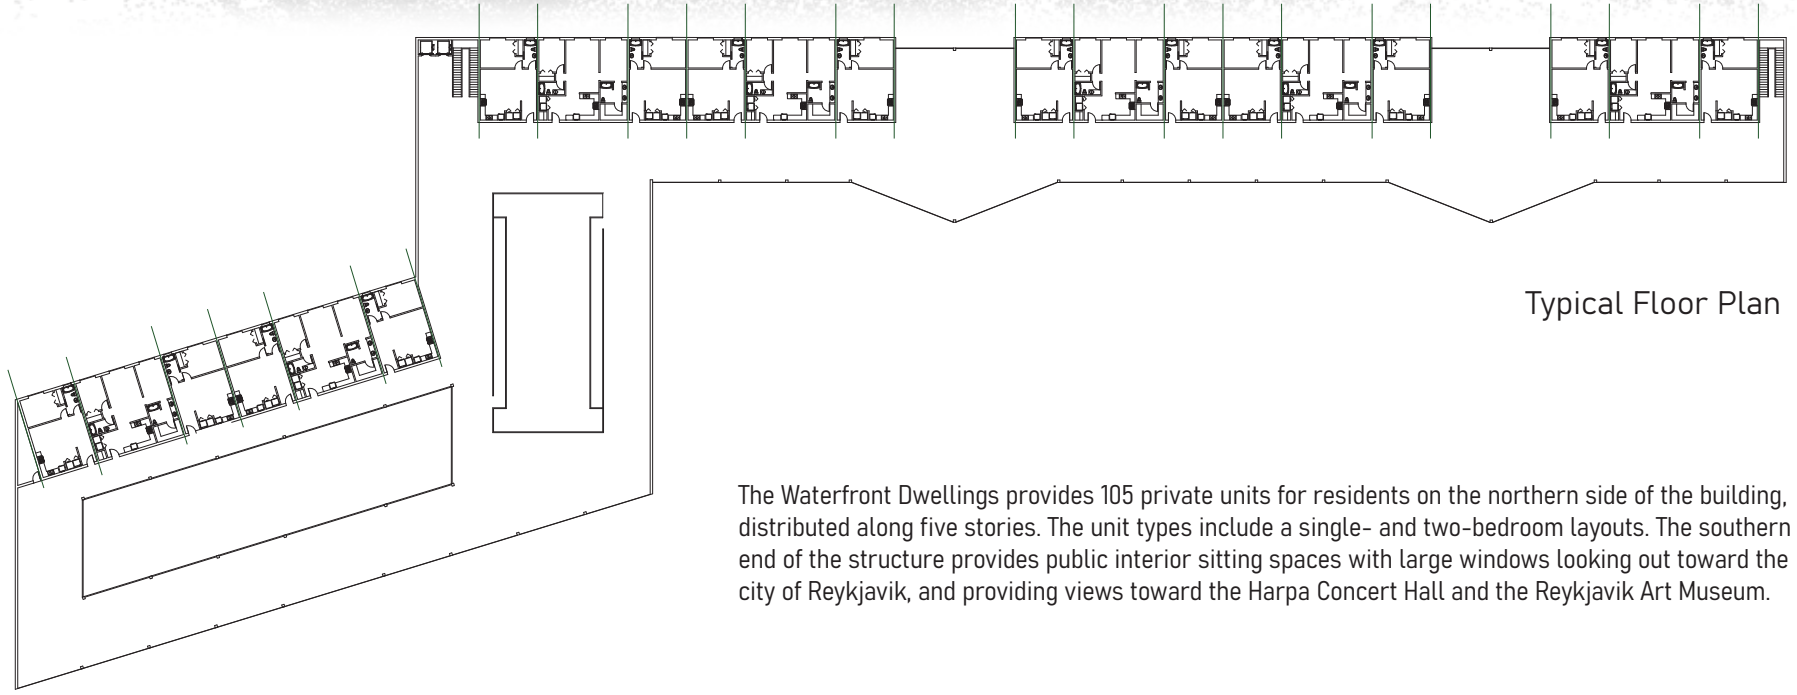 Typical Floor Plan
The Waterfront Dwellings provides 105 private units for residents on the northern side of the building,
distributed along five stories. The unit types include a single- and two-bedroom layouts. The southern
end of the structure provides public interior sitting spaces with large windows looking out toward the
city of Reykjavik, and providing views toward the Harpa Concert Hall and the Reykjavik Art Museum.